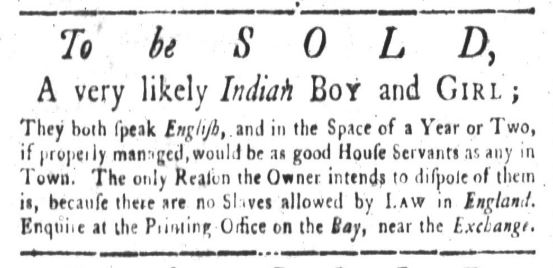 To be SOLD,
A very likely Indian Boy and GIRL;
They both ſpeak Engliſh, and in the Space of a Year or Two,
if properly managed, would be as good Houſe Servants as any in
Town. The only Reaſon the Owner intends to diſpoſe of them
is, becauſe there are no Slaves allowed by LAW in England.
Enquire at the Printing Office on the Bay, near the Exchange.